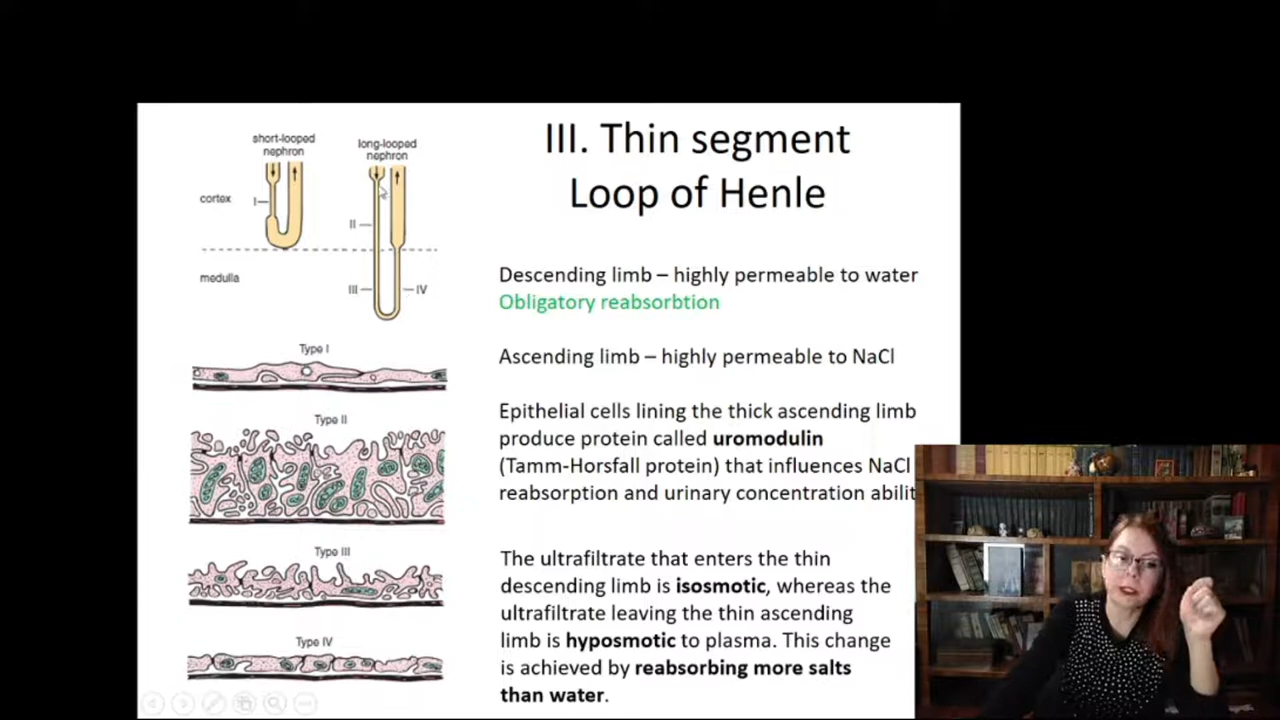 III. Thin segment
Loop of Henle
short-looped
nephron
long-looped
nephron
cortex
I
II
medulla
III
IV
Type I
Type II
Type III
Type IV
Descending limb – highly permeable to water
Obligatory reabsorbtion
Ascending limb – highly permeable to NaCl
Epithelial cells lining the thick ascending limb
produce protein called uromodulin
(Tamm-Horsfall protein) that influences NaCl
reabsorption and urinary concentration abilit
The ultrafiltrate that enters the thin
descending limb is isosmotic, whereas the
ultrafiltrate leaving the thin ascending
limb is hyposmotic to plasma. This change
is achieved by reabsorbing more salts
than water.